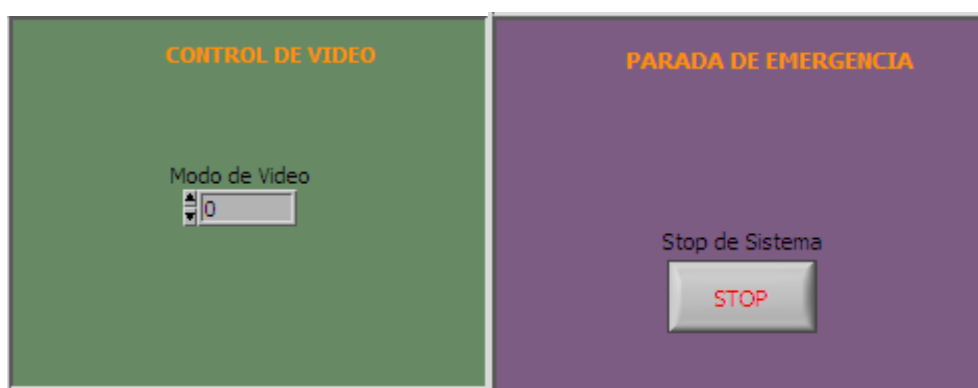 CONTROL DE VIDEO
Modo de Video
0
PARADA DE EMERGENCIA
Stop de Sistema
STOP